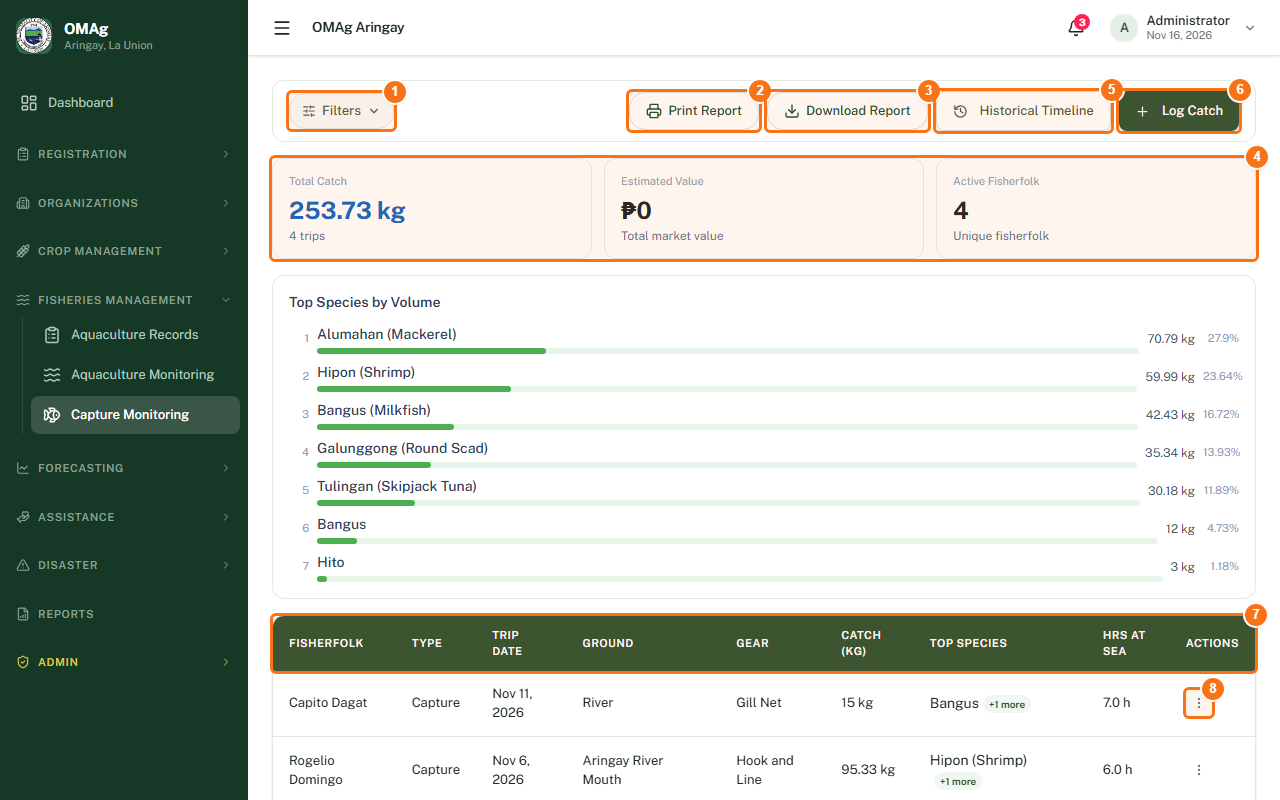 OMAg
Aringay, La Union
Dashboard
REGISTRATION
ORGANIZATIONS
CROP MANAGEMENT
FISHERIES MANAGEMENT
Aquaculture Records
Aquaculture Monitoring
Capture Monitoring
FORECASTING
ASSISTANCE
DISASTER
REPORTS
ADMIN
OMAg Aringay
3
A
Administrator
Nov 16, 2026
Filters
1
Print Report
2
Download Report
3
Historical Timeline
5
Log Catch
6
4
Total Catch
253.73 kg
4 trips
Estimated Value
₱0
Total market value
Active Fisherfolk
4
Unique fisherfolk
Top Species by Volume
1 Alumahan (Mackerel) 70.79 kg 27.9%
2 Hipon (Shrimp) 59.99 kg 23.64%
3 Bangus (Milkfish) 42.43 kg 16.72%
4 Galunggong (Round Scad) 35.34 kg 13.93%
5 Tulingan (Skipjack Tuna) 30.18 kg 11.89%
6 Bangus 12 kg 4.73%
7 Hito 3 kg 1.18%
7
FISHERFOLK
TYPE
TRIP
DATE
GROUND
GEAR
CATCH
(KG)
TOP SPECIES
HRS AT
SEA
ACTIONS
Capito Dagat
Capture
Nov 11,
2026
River
Gill Net
15 kg
Bangus +1 more
7.0 h
8
Rogelio
Domingo
Capture
Nov 6,
2026
Aringay River
Mouth
Hook and
Line
95.33 kg
Hipon (Shrimp)
+1 more
6.0 h